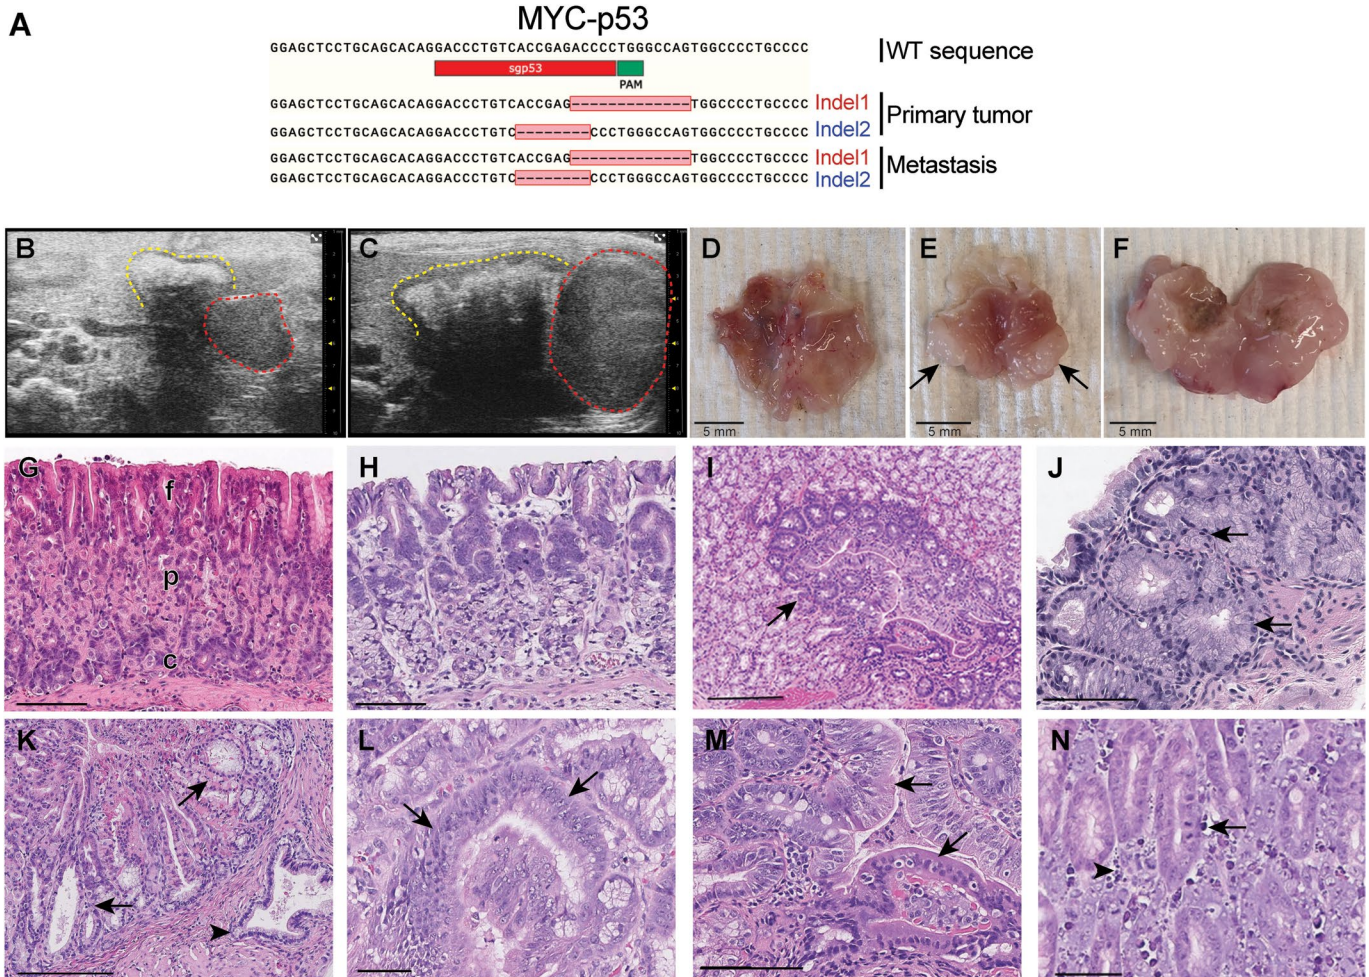 A
MYC-p53
GGAGCTCCTGCAGCACAGGACCCTGTCACCGAGACCCCTGGGCCAGTGGCCCCTGCCCC
WT sequence
sgp53
PAM
GGAGCTCCTGCAGCACAGGACCCTGTCACCGAG-------------TGGCCCCTGCCCC
Indel1
Primary tumor
GGAGCTCCTGCAGCACAGGACCCTGTC--------CCCTGGGCCAGTGGCCCCTGCCCC
Indel2
GGAGCTCCTGCAGCACAGGACCCTGTCACCGAG-------------TGGCCCCTGCCCC
Indel1
Metastasis
GGAGCTCCTGCAGCACAGGACCCTGTC--------CCCTGGGCCAGTGGCCCCTGCCCC
Indel2
B
C
D
5 mm
E
5 mm
F
5 mm
G
f
p
c
H
I
J
K
L
M
N